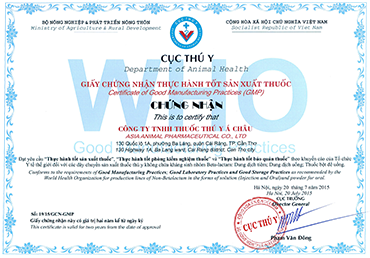 BỘ NÔNG NGHIỆP & PHÁT TRIỂN NÔNG THÔN
Ministry of Agriculture & Rural Development
CỘNG HÒA XÃ HỘI CHỦ NGHĨA VIỆT NAM
Socialist Republic of Viet Nam
CỤC THÚ Y
Department of Animal Health
GIẤY CHỨNG NHẬN THỰC HÀNH TỐT SẢN XUẤT THUỐC
Certificate of Good Manufacturing Practices (GMP)
CHỨNG NHẬN
This is to certify that
CÔNG TY TNHH THUỐC THÚ Y Á CHÂU
ASIA ANIMAL PHARMACEUTICAL CO., LTD
130 Quốc lộ 1A, phường Ba Láng, quận Cái Răng, TP. Cần Thơ
130 Highway 1A, Ba Lang ward, Cai Rang district, Can Tho city
WHO
Đạt yêu cầu "Thực hành tốt sản xuất thuốc", "Thực hành tốt phòng kiểm nghiệm thuốc" và "Thực hành tốt bảo quản thuốc" theo khuyến cáo của Tổ chức
Y tế thế giới đối với các dây chuyền sản xuất thuốc thú y không chứa kháng sinh nhóm Beta-lactam: Dung dịch tiêm, Dung dịch uống, Thuốc bột để uống.
Conform to the requirements of Good Manufacturing Practices, Good Laboratory Practices and Good Storage Practices as recommended by the
World Health Organization for production lines of Non-Betalactam in the form of solution (Injection and Oral) and powder for oral.
Hà Nội, ngày 20 tháng 7 năm 2015
Ha Noi, 20 July 2015
CỤC TRƯỞNG
Director General
CỤC THÚ Y
Phạm Văn Đông
Số: 191/15/GCN-GMP
Giấy chứng nhận này có giá trị hai năm kể từ ngày ký
This certificate is valid for two years from the date of approval